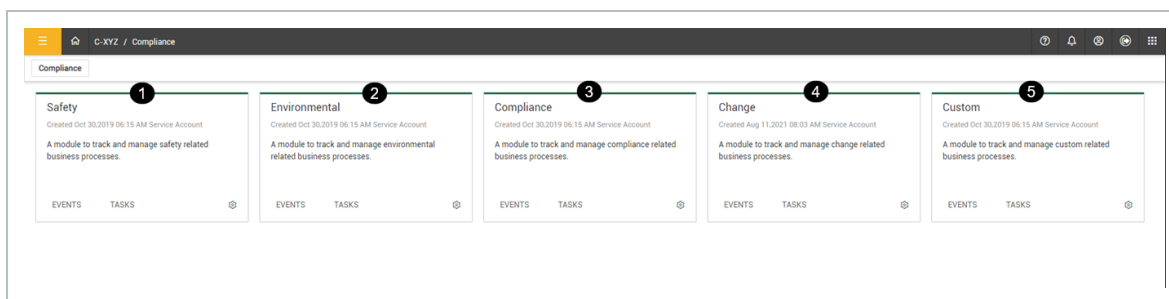 C-XYZ / Compliance
Compliance
1
Safety
Created Oct 30,2019 06:15 AM Service Account
A module to track and manage safety related
business processes.
EVENTS TASKS
2
Environmental
Created Oct 30,2019 06:15 AM Service Account
A module to track and manage environmental
related business processes.
EVENTS TASKS
3
Compliance
Created Oct 30,2019 06:15 AM Service Account
A module to track and manage compliance related
business processes.
EVENTS TASKS
4
Change
Created Aug 11,2021 08:03 AM Service Account
A module to track and manage change related
business processes.
EVENTS TASKS
5
Custom
Created Oct 30,2019 06:15 AM Service Account
A module to track and manage custom related
business processes.
EVENTS TASKS